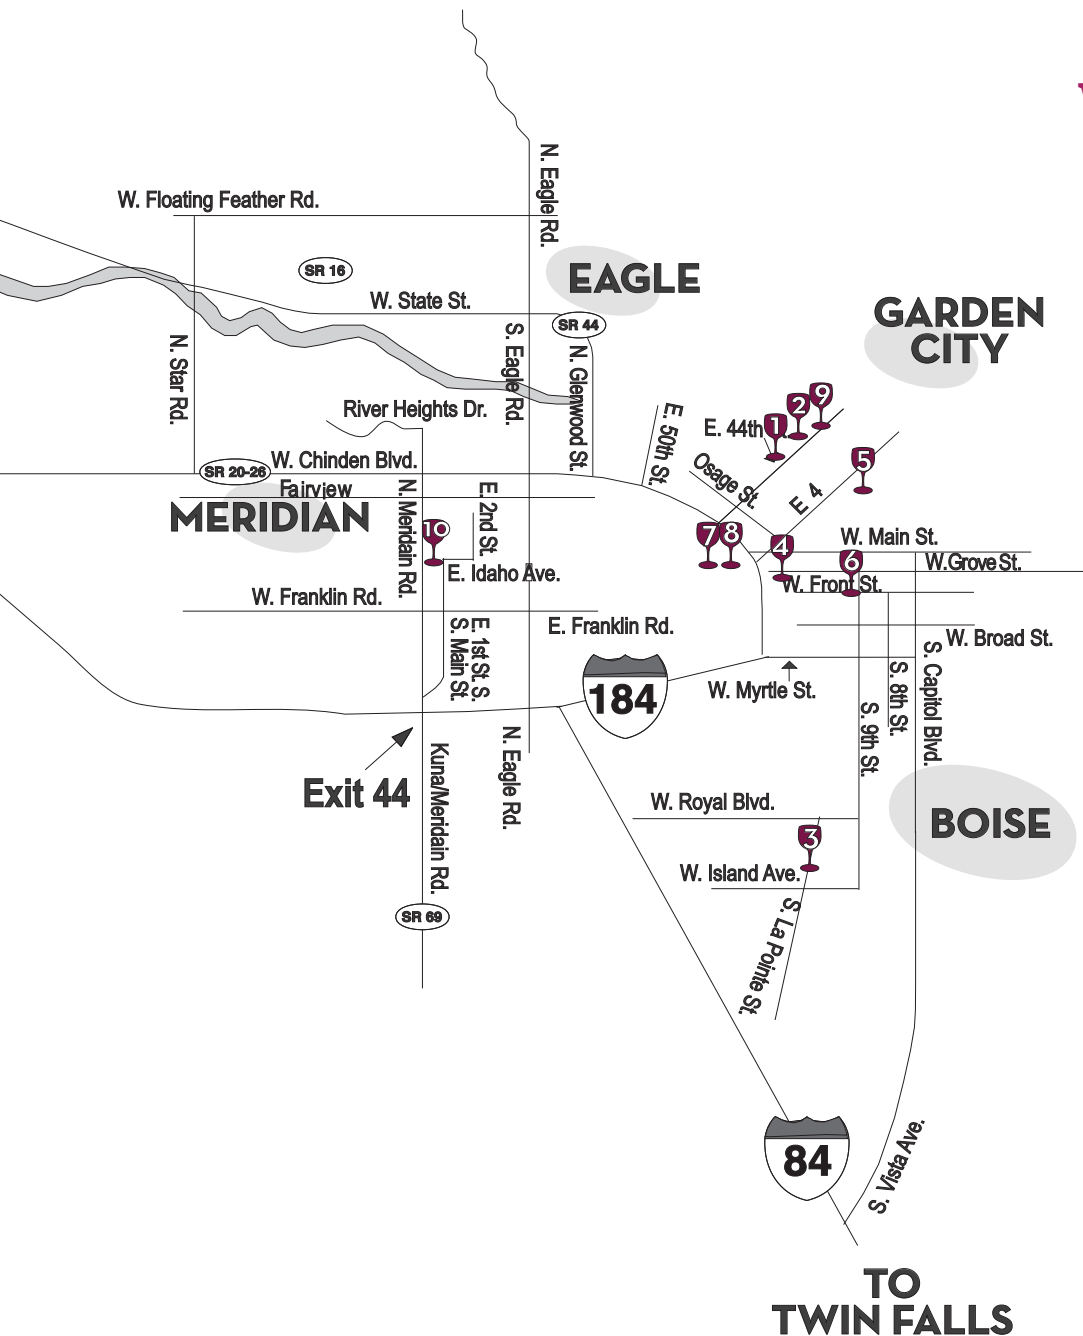 N. Eagle Rd.
W. Floating Feather Rd.
SR 16
EAGLE
W. State St.
GARDEN
CITY
SR 44
N. Star Rd.
S. Eagle Rd.
N. Glenwood St.
River Heights Dr.
E. 50th St.
E. 44th
1
2
9
5
W. Chinden Blvd.
SR 20-26
Osage St.
E. 4
Fairview
MERIDIAN
N. Meridain Rd.
E. 2nd St.
10
7
8
4
6
W. Main St.
W.Grove St.
E. Idaho Ave.
W. Front St.
W. Franklin Rd.
E. Franklin Rd.
W. Broad St.
E. 1st St. S.
S. Main St.
184
W. Myrtle St.
S. 8th St.
S. Capitol Blvd.
S. 9th St.
Exit 44
Kuna/Meridain Rd.
N. Eagle Rd.
W. Royal Blvd.
BOISE
3
W. Island Ave.
SR 69
S. La Pointe St.
84
S. Vista Ave.
TO
TWIN FALLS